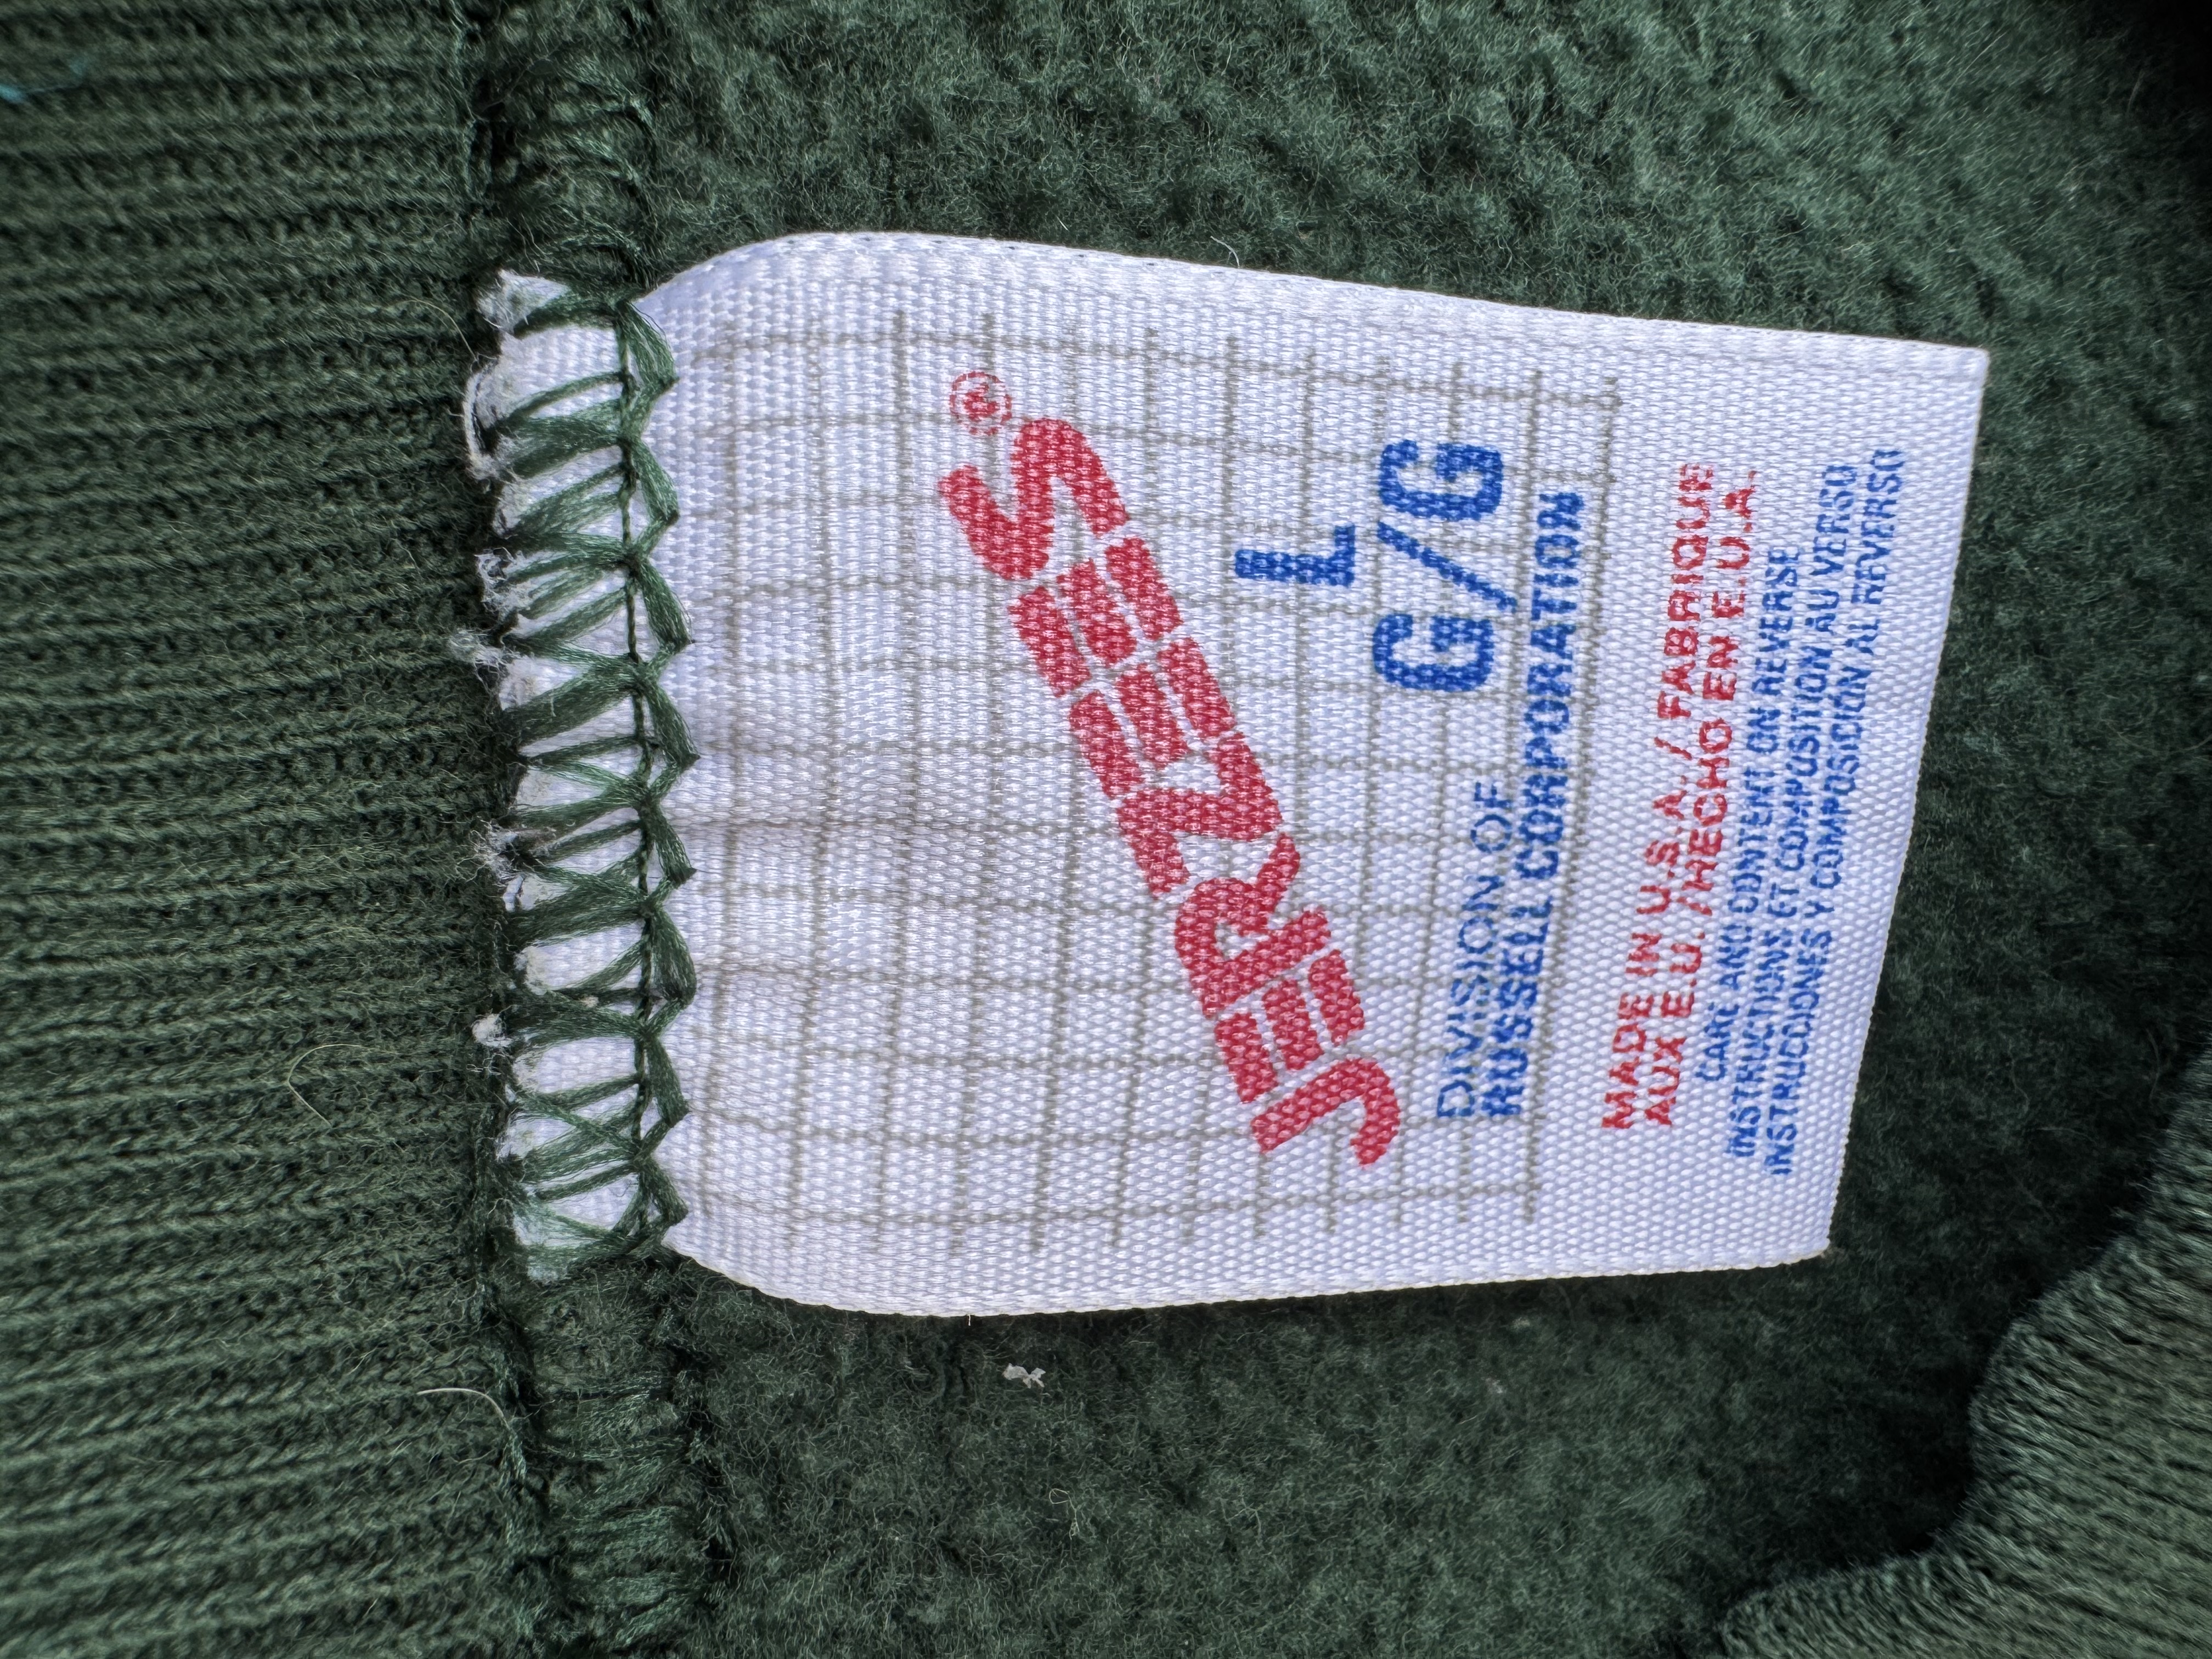 JERZEES®
L
G/G
DIVISION OF
RUSSELL CORPORATION
MADE IN U.S.A./FABRIQUE
AUX E.U./HECHO EN E.U.A.
CARE AND CONTENT ON REVERSE
INSTRUCTIONS ET COMPOSITION AU VERSO
INSTRUCCIONES Y COMPOSICIÓN AL REVERSO